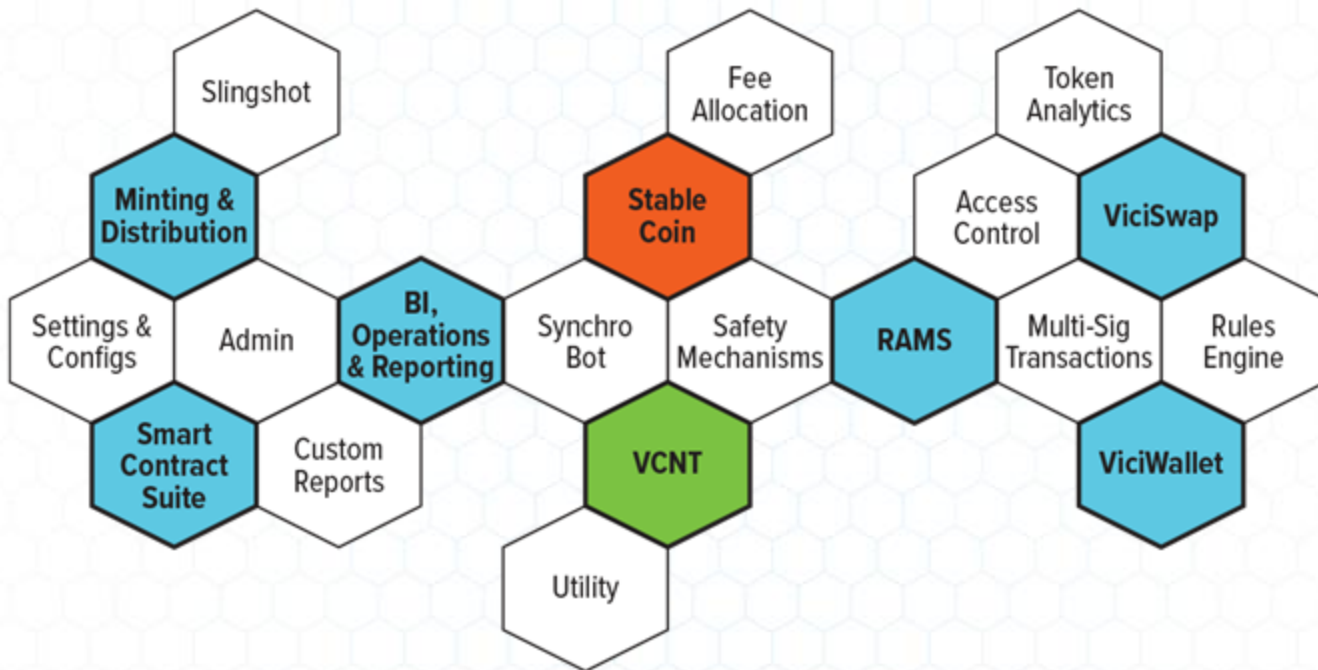 Slingshot
Fee
Allocation
Token
Analytics
Minting &
Distribution
Stable
Coin
Access
Control
ViciSwap
Settings &
Configs
Admin
BI,
Operations
& Reporting
Synchro
Bot
Safety
Mechanisms
RAMS
Multi-Sig
Transactions
Rules
Engine
Smart
Contract
Suite
Custom
Reports
VCNT
ViciWallet
Utility